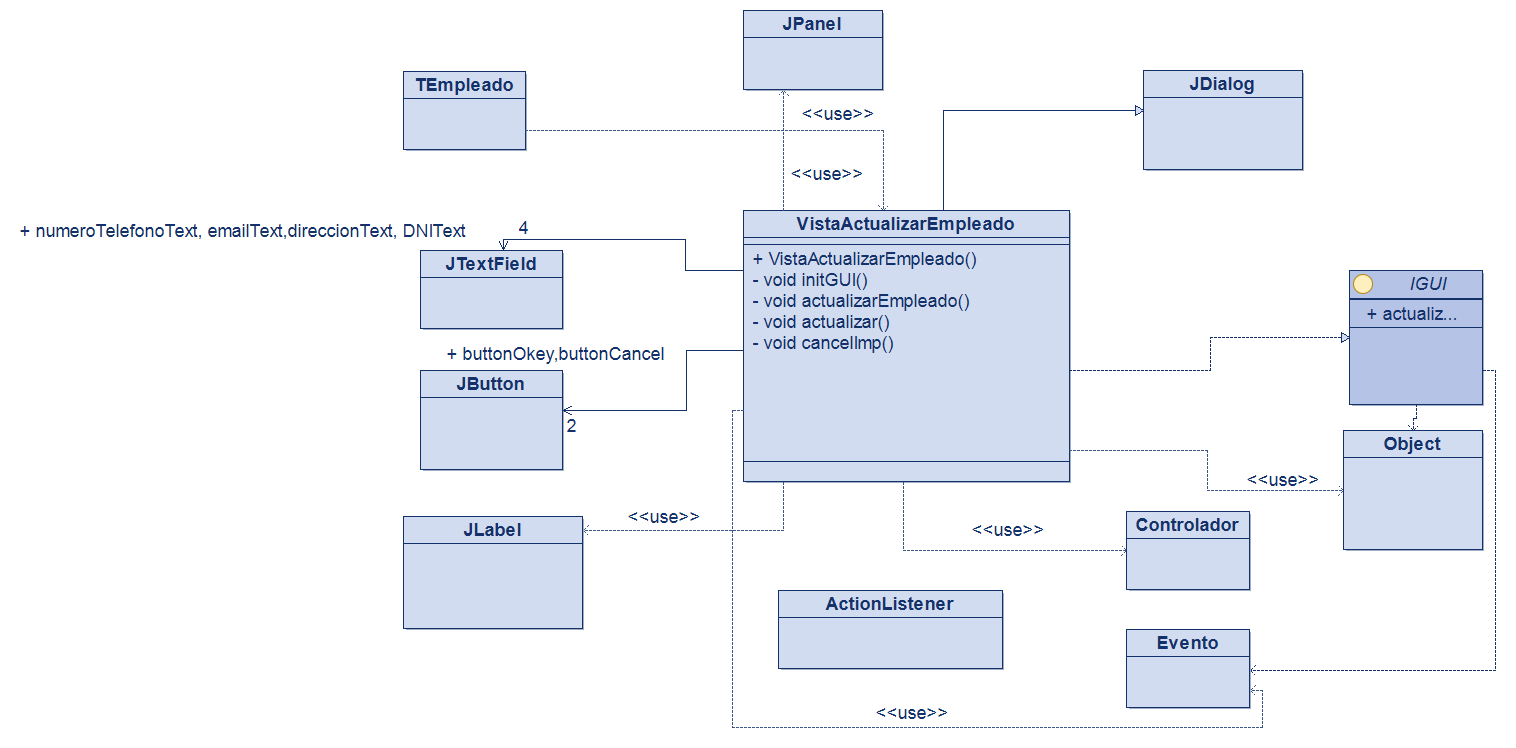 JPanel
TEmpleado
JDialog
<<use>>
<<use>>
VistaActualizarEmpleado
+ VistaActualizarEmpleado()
- void initGUI()
- void actualizarEmpleado()
- void actualizar()
- void cancelImp()
+ numeroTelefonoText, emailText,direccionText, DNIText
4
JTextField
+ buttonOkey,buttonCancel
JButton
2
IGUI
+ actualiz...
Object
<<use>>
JLabel
<<use>>
<<use>>
Controlador
ActionListener
Evento
<<use>>